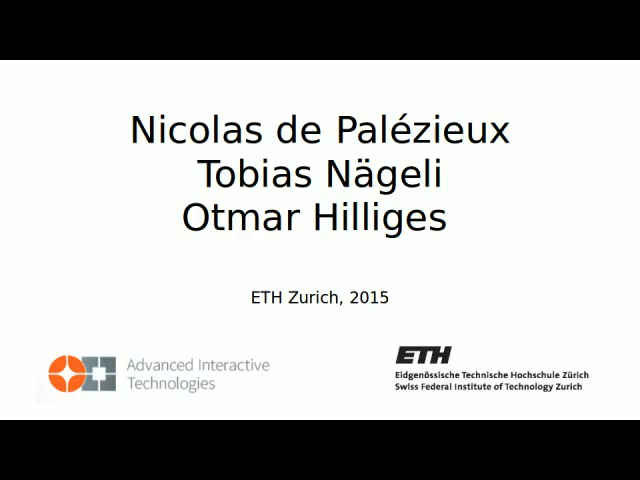 Nicolas de Palézieux
Tobias Nägeli
Otmar Hilliges
ETH Zurich, 2015
Advanced Interactive
Technologies
ETH
Eidgenössische Technische Hochschule Zürich
Swiss Federal Institute of Technology Zurich